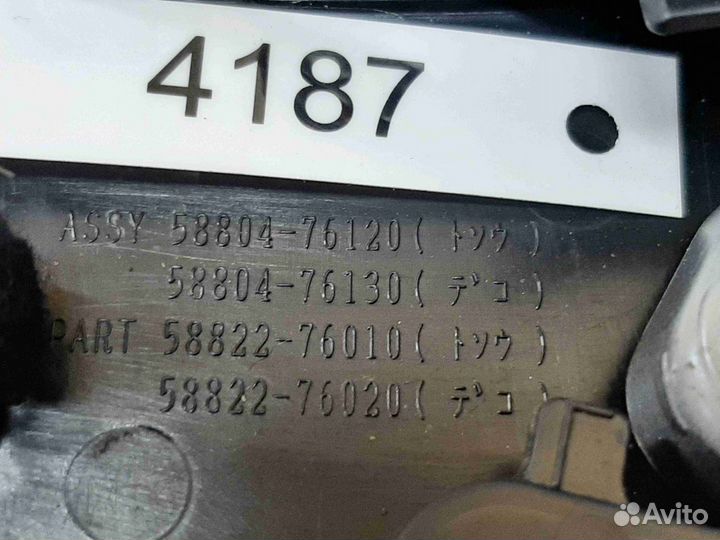 4187
ASSY 58804-76120(ﾄｿｳ)
58804-76130(ﾃﾞｺ)
PART 58822-76010(ﾄｿｳ)
58822-76020(ﾃﾞｺ)
Avito